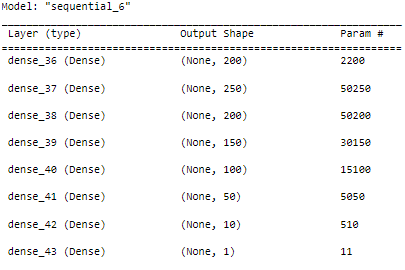 Model: "sequential_6"
Layer (type) Output Shape Param #
dense_36 (Dense) (None, 200) 2200
dense_37 (Dense) (None, 250) 50250
dense_38 (Dense) (None, 200) 50200
dense_39 (Dense) (None, 150) 30150
dense_40 (Dense) (None, 100) 15100
dense_41 (Dense) (None, 50) 5050
dense_42 (Dense) (None, 10) 510
dense_43 (Dense) (None, 1) 11